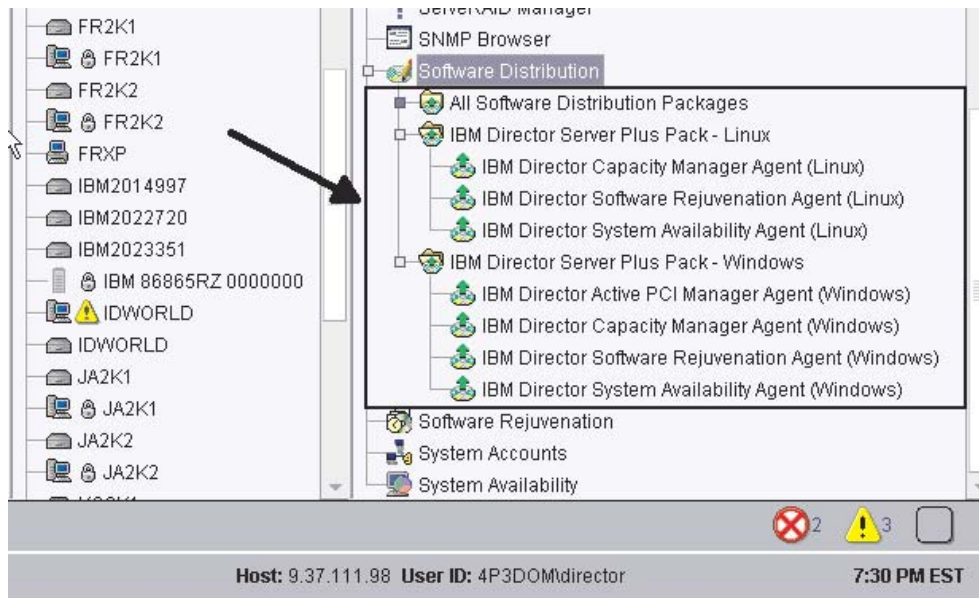 FR2K1
FR2K1
FR2K2
FR2K2
FRXP
IBM2014997
IBM2022720
IBM2023351
IBM 86865RZ 0000000
IDWORLD
IDWORLD
JA2K1
JA2K1
JA2K2
JA2K2
ServeRAID Manager
SNMP Browser
Software Distribution
All Software Distribution Packages
IBM Director Server Plus Pack - Linux
IBM Director Capacity Manager Agent (Linux)
IBM Director Software Rejuvenation Agent (Linux)
IBM Director System Availability Agent (Linux)
IBM Director Server Plus Pack - Windows
IBM Director Active PCI Manager Agent (Windows)
IBM Director Capacity Manager Agent (Windows)
IBM Director Software Rejuvenation Agent (Windows)
IBM Director System Availability Agent (Windows)
Software Rejuvenation
System Accounts
System Availability
2 3
Host: 9.37.111.98 User ID: 4P3DOM\director 7:30 PM EST